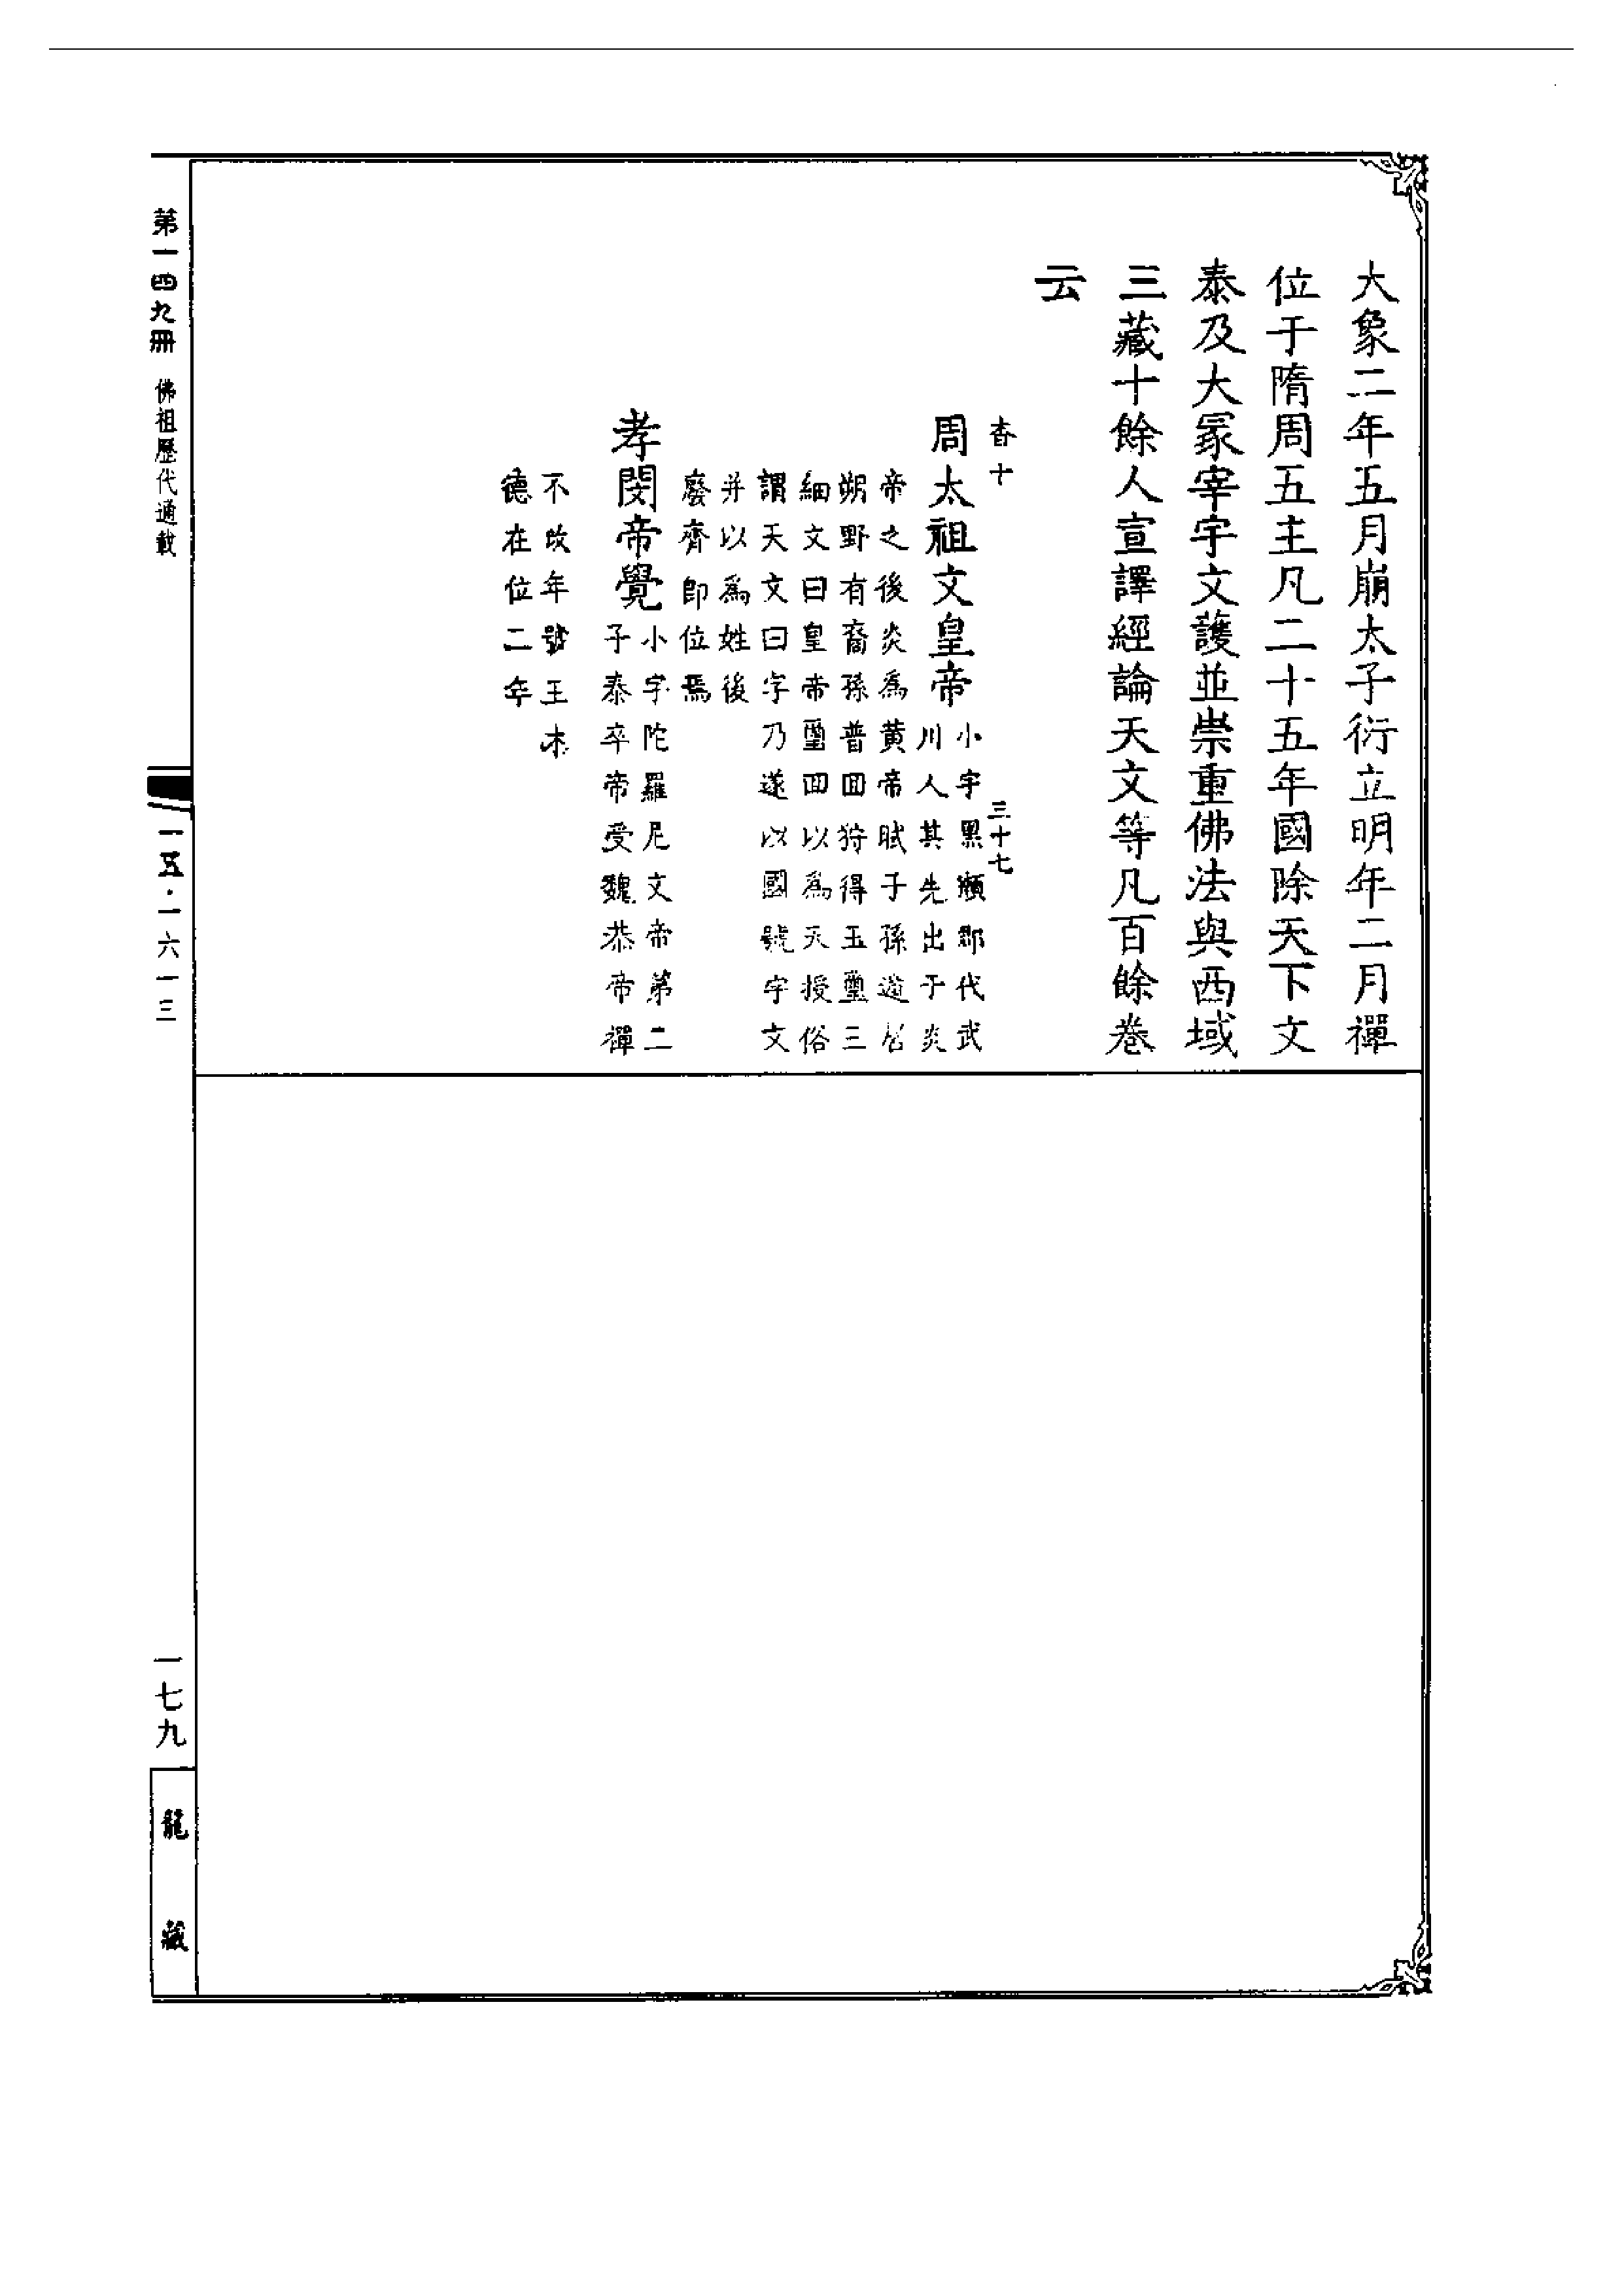 大象二年五月崩太子衍立明年二月禪
位于隋周五主凡二十五年國除天下文
泰及大冢宰宇文護並崇重佛法與西域
三藏十餘人宣譯經論天文等凡百餘卷
云
杳十
三十七
周太祖文皇帝
小字黑獺郡代武
川人其先出于炎
帝之後炎為黃帝賊子孫遁居
朔野有裔孫普回狩得玉璽三
細文曰皇帝璽回以為天授俗
謂天文曰字乃遂以國號宇文
并以為姓後
廢齊即位焉
孝閔帝覺
小字陀羅尼文帝第二
子泰卒帝受魏恭帝禪
不改年號王木
德在位二年
第一四九冊
佛祖歷代通載
一五·一六一三
一七九
龍藏